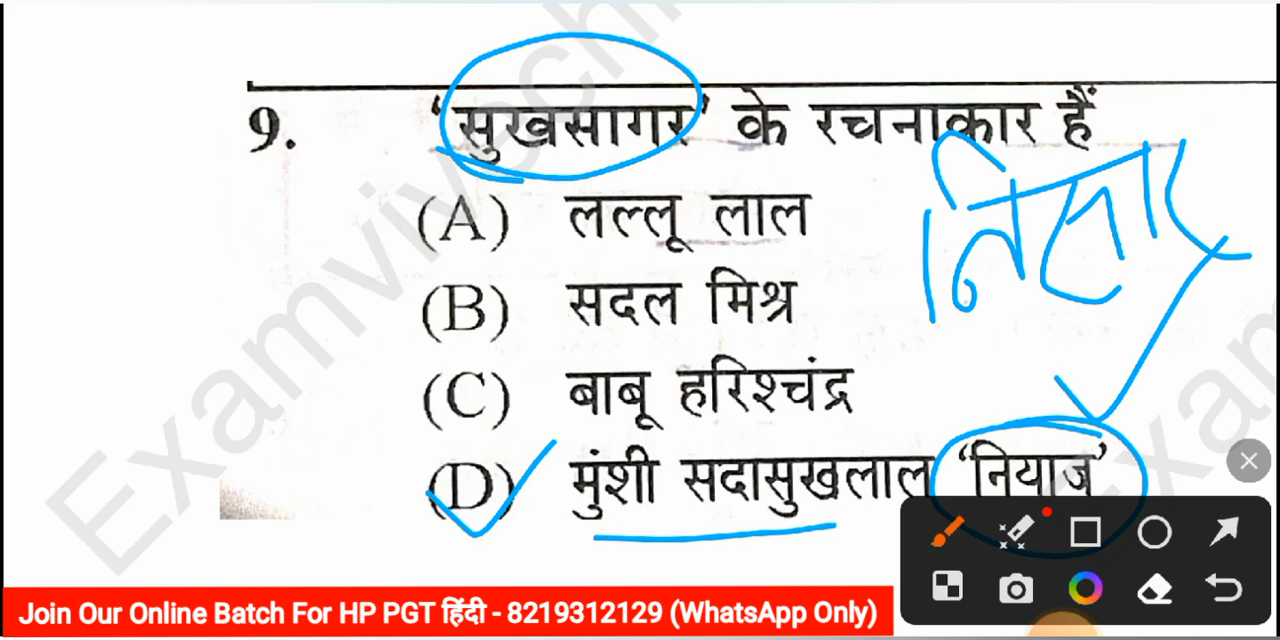 9. 'सुखसागर' के रचनाकार हैं
(A) लल्लू लाल
(B) सदल मिश्र
(C) बाबू हरिश्चंद्र
(D) मुंशी सदासुखलाल 'नियाज'
Join Our Online Batch For HP PGT हिंदी - 8219312129 (WhatsApp Only)